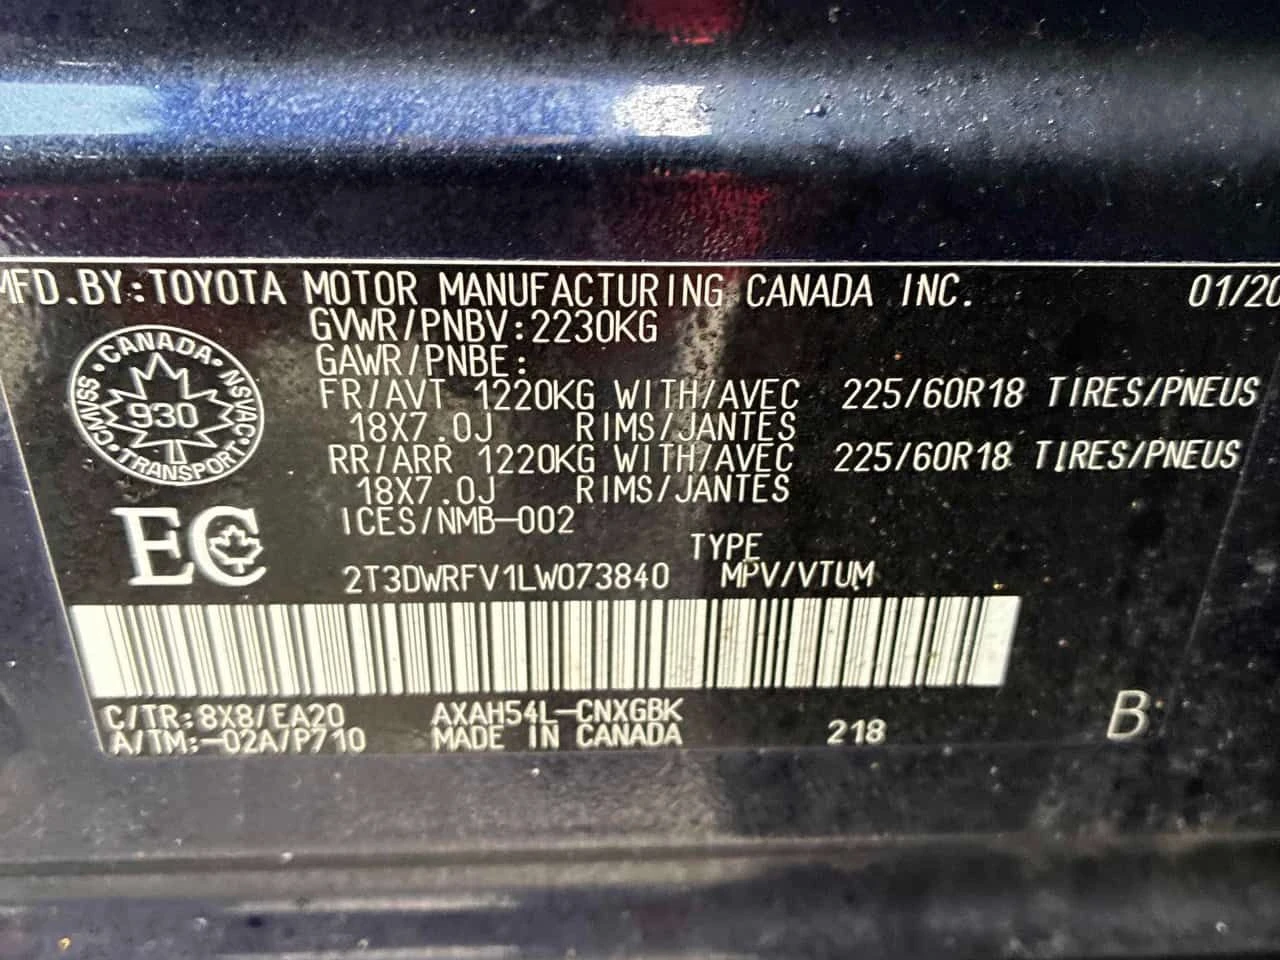 MFD.BY:TOYOTA MOTOR MANUFACTURING CANADA INC. 01/20
GVWR/PNBV:2230KG
GAWR/PNBE:
FR/AVT 1220KG WITH/AVEC 225/60R18 TIRES/PNEUS
18X7.0J RIMS/JANTES
RR/ARR 1220KG WITH/AVEC 225/60R18 TIRES/PNEUS
18X7.0J RIMS/JANTES
ICES/NMB-002
CANADA
930
TRANSPORT
EC
TYPE
2T3DWRFV1LW073840 MPV/VTUM
C/TR:8X8/EA20 AXAH54L-CNXGBK
A/TM:-02A/P710 MADE IN CANADA 218
B